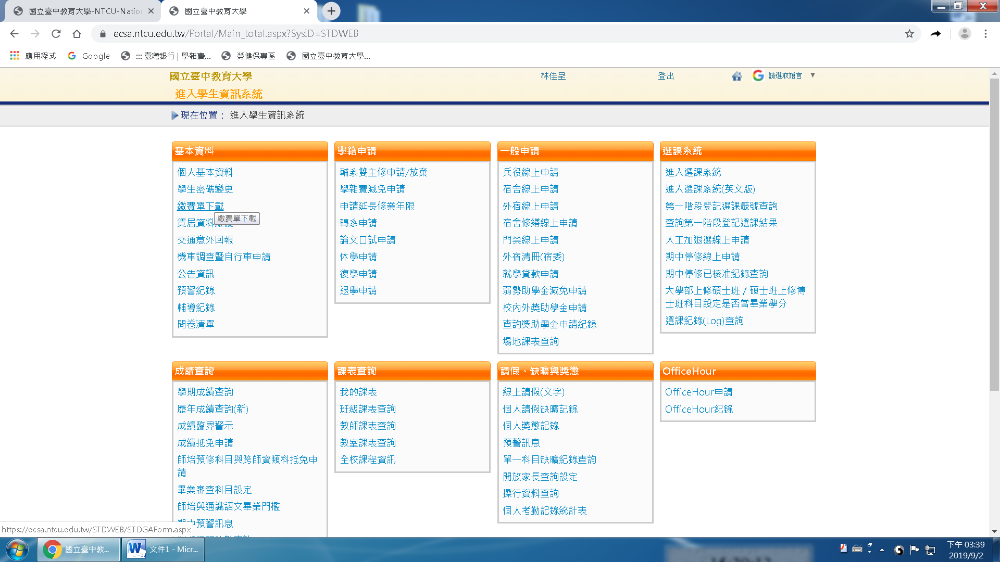 國立臺中教育大學-NTCU-Natio
國立臺中教育大學
ecsa.ntcu.edu.tw/Portal/Main_total.aspx?SysID=STDWEB
應用程式
Google
::: 臺灣銀行 | 學雜費...
勞健保專區
國立臺中教育大學...
國立臺中教育大學
林佳呈
登出
請選取語言 ▼
進入學生資訊系統
現在位置： 進入學生資訊系統
基本資料
個人基本資料
學生密碼變更
繳費單下載
繳費單下載
賃居資料
交通意外回報
機車調查暨自行車申請
公告資訊
預警紀錄
輔導紀錄
問卷清單
學籍申請
輔系雙主修申請/放棄
學雜費減免申請
申請延長修業年限
轉系申請
論文口試申請
休學申請
復學申請
退學申請
一般申請
兵役線上申請
宿舍線上申請
外宿線上申請
宿舍修繕線上申請
門禁線上申請
外宿清冊(宿委)
就學貸款申請
弱勢助學金減免申請
校內外獎助學金申請
查詢獎助學金申請紀錄
場地課表查詢
選課系統
進入選課系統
進入選課系統(英文版)
第一階段登記選課籤號查詢
查詢第一階段登記選課結果
人工加退選線上申請
期中停修線上申請
期中停修已核准紀錄查詢
大學部上修碩士班 / 碩士班上修博
士班科目設定是否當畢業學分
選課紀錄(Log)查詢
成績查詢
學期成績查詢
歷年成績查詢(新)
成績臨界警示
成績抵免申請
師培預修科目與跨師資類科抵免申
請
畢業審查科目設定
師培與通識語文畢業門檻
期中預警訊息
課表查詢
我的課表
班級課表查詢
教師課表查詢
教室課表查詢
全校課程資訊
請假、缺曠與獎懲
線上請假(文字)
個人請假缺曠記錄
個人獎懲記錄
預警訊息
單一科目缺曠紀錄查詢
開放家長查詢設定
操行資料查詢
個人考勤記錄統計表
OfficeHour
OfficeHour申請
OfficeHour紀錄
https://ecsa.ntcu.edu.tw/STDWEB/STDGAForm.aspx
國立臺中教...
文件1 - Micr...
下午 03:39
2019/9/2